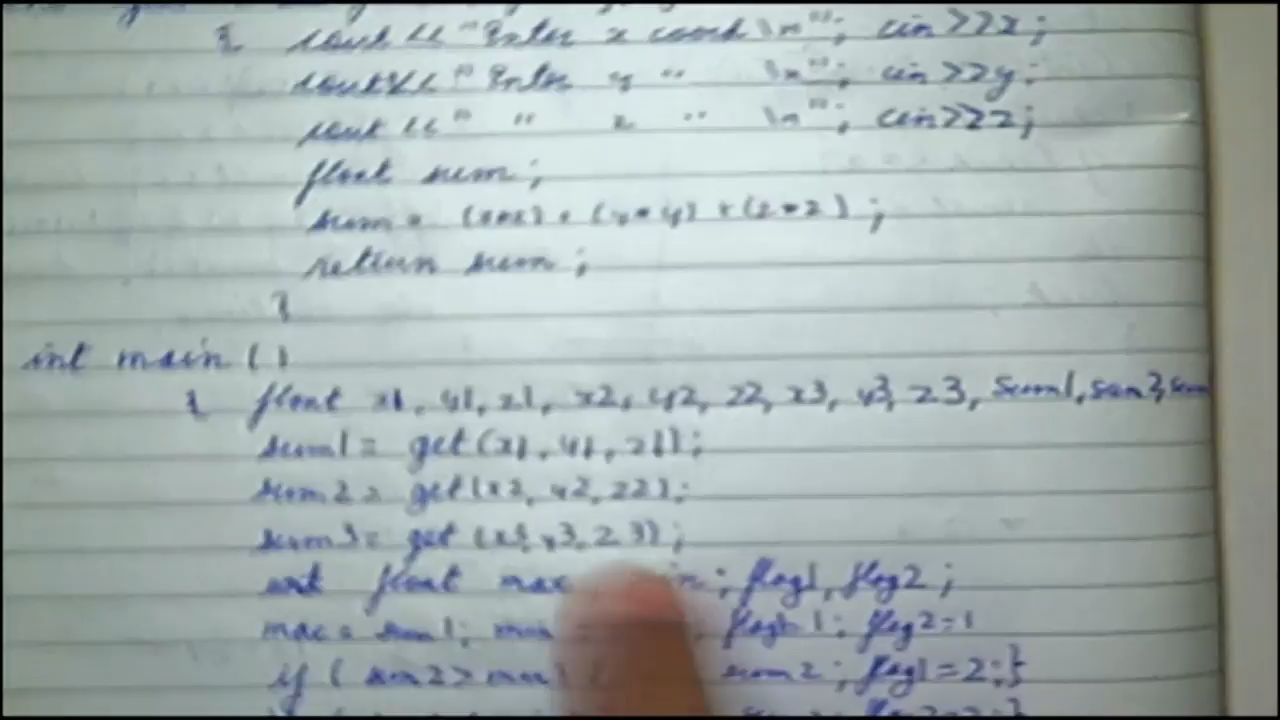 { cout << "Enter x coord \n"; cin>>x;
cout << "Enter y " \n"; cin>>y;
cout << " " z " \n"; cin>>z;
float sum;
sum = (x*x) + (y*y) + (z*z);
return sum;
}
int main ()
{ float x1, y1, z1, x2, y2, z2, x3, y3, z3, sum1, sum2, sum
sum1 = get(x1, y1, z1);
sum2 = get(x2, y2, z2);
sum3 = get (x3, y3, z3);
float max ; flag1, flag2;
max = sum1; flag1=1; flag2=1
if ( sum2 > max) sum2; flag1=2;}